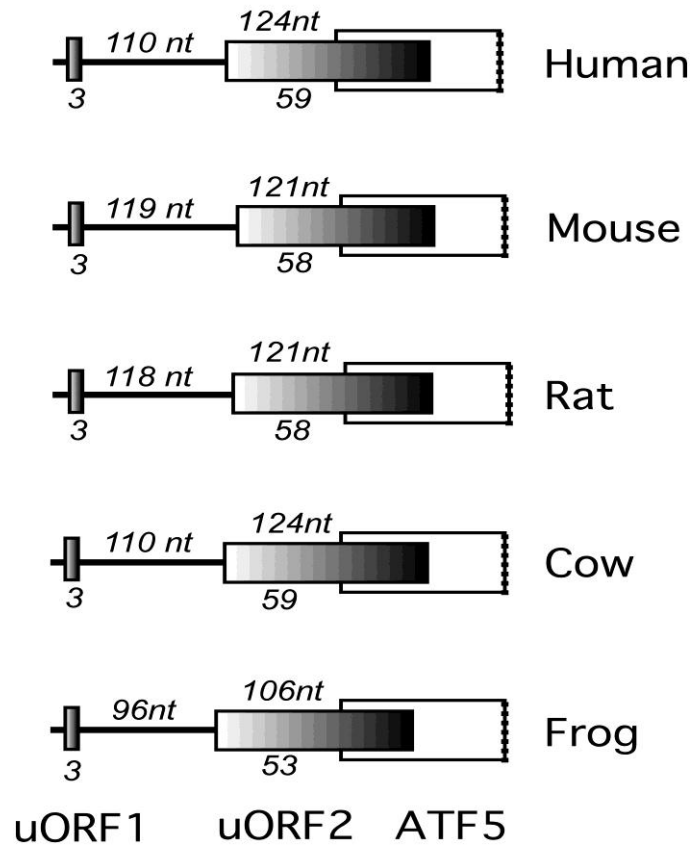 124nt
110 nt
Human
3
59
121nt
119 nt
Mouse
3
58
121nt
118 nt
Rat
3
58
124nt
110 nt
Cow
3
59
106nt
96nt
Frog
3
53
uORF1 uORF2 ATF5